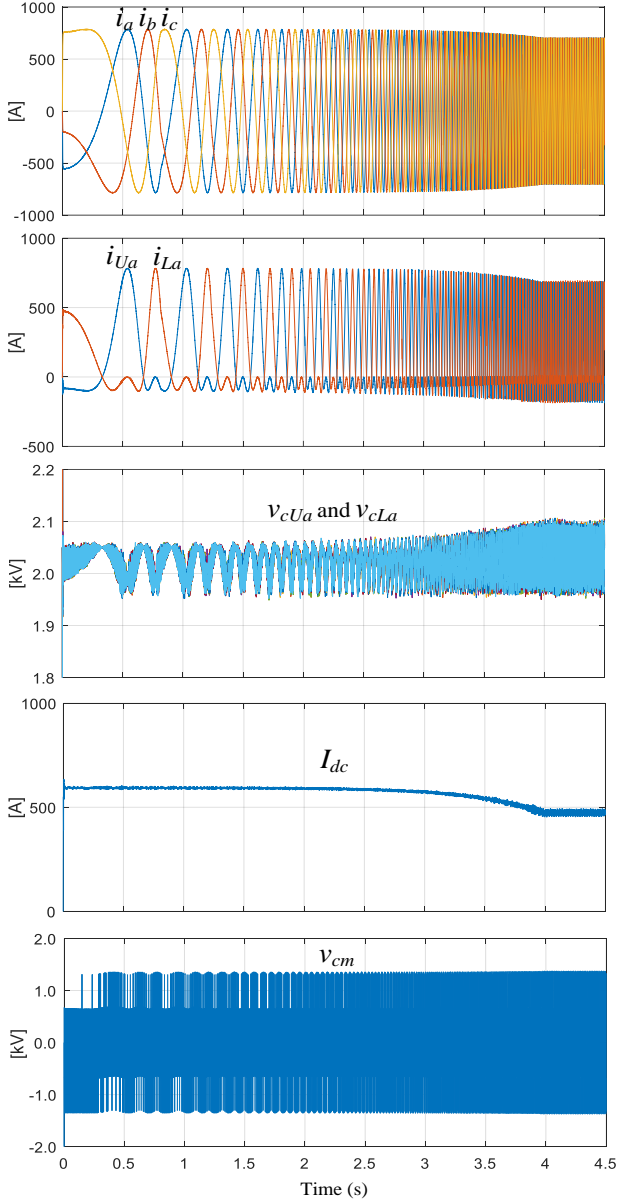 1000
i_a i_b i_c
500
0
[A]
-500
-1000
1000
i_Ua i_La
500
[A]
0
-500
2.2
v_cUa and v_cLa
2.1
[kV]
2.0
1.9
1.8
1000
I_dc
[A]
500
0
2.0
v_cm
1.0
[kV]
0.0
-1.0
-2.0
0 0.5 1 1.5 2 2.5 3 3.5 4 4.5
Time (s)